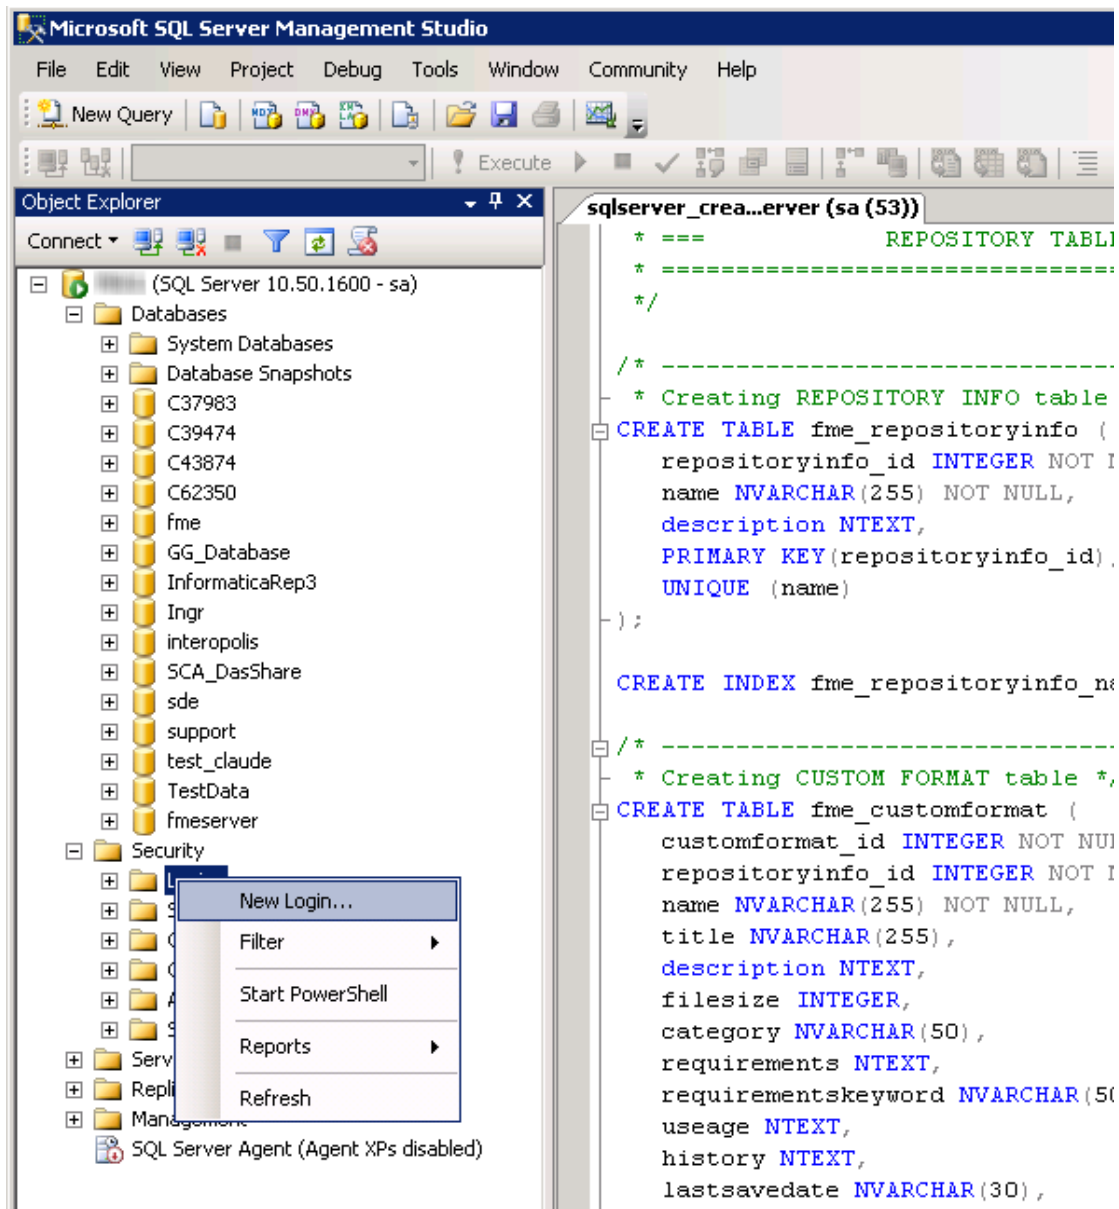 Microsoft SQL Server Management Studio
File Edit View Project Debug Tools Window Community Help
New Query
Execute
Object Explorer
Connect
(SQL Server 10.50.1600 - sa)
Databases
System Databases
Database Snapshots
C37983
C39474
C43874
C62350
fme
GG_Database
InformaticaRep3
Ingr
interopolis
SCA_DasShare
sde
support
test_claude
TestData
fmeserver
Security
New Login...
Filter
Start PowerShell
Reports
Refresh
Serv
Repli
Management
SQL Server Agent (Agent XPs disabled)
sqlserver_crea...erver (sa (53))
* === REPOSITORY TABL
* ==============================
*/
/* ------------------------------
* Creating REPOSITORY INFO table
CREATE TABLE fme_repositoryinfo (
repositoryinfo_id INTEGER NOT N
name NVARCHAR(255) NOT NULL,
description NTEXT,
PRIMARY KEY(repositoryinfo_id),
UNIQUE (name)
);
CREATE INDEX fme_repositoryinfo_na
/* ------------------------------
* Creating CUSTOM FORMAT table */
CREATE TABLE fme_customformat (
customformat_id INTEGER NOT NUL
repositoryinfo_id INTEGER NOT N
name NVARCHAR(255) NOT NULL,
title NVARCHAR(255),
description NTEXT,
filesize INTEGER,
category NVARCHAR(50),
requirements NTEXT,
requirementskeyword NVARCHAR(50
useage NTEXT,
history NTEXT,
lastsavedate NVARCHAR(30),